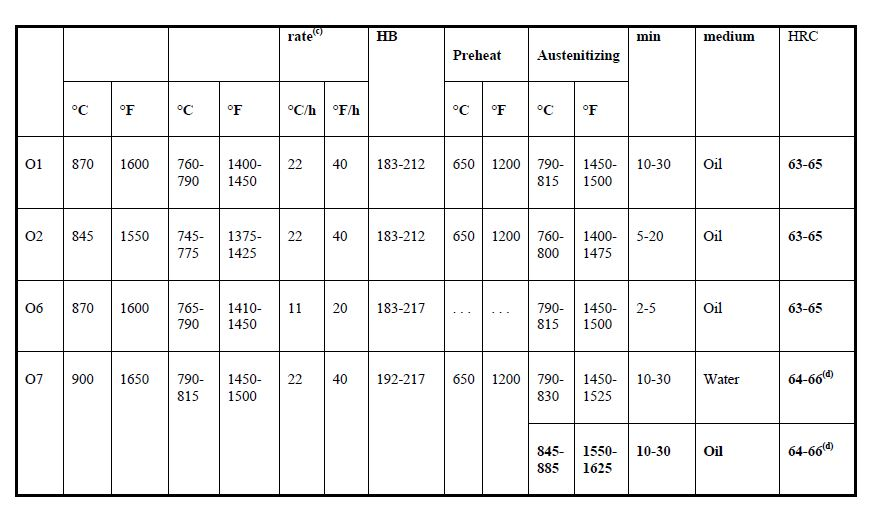 rate(c) HB min medium HRC
Preheat Austenitizing
°C °F °C °F °C/h °F/h °C °F °C °F
O1 870 1600 760- 1400- 22 40 183-212 650 1200 790- 1450- 10-30 Oil 63-65
790 1450 815 1500
O2 845 1550 745- 1375- 22 40 183-212 650 1200 760- 1400- 5-20 Oil 63-65
775 1425 800 1475
O6 870 1600 765- 1410- 11 20 183-217 . . . . . . 790- 1450- 2-5 Oil 63-65
790 1450 815 1500
O7 900 1650 790- 1450- 22 40 192-217 650 1200 790- 1450- 10-30 Water 64-66(d)
815 1500 830 1525
845- 1550- 10-30 Oil 64-66(d)
885 1625